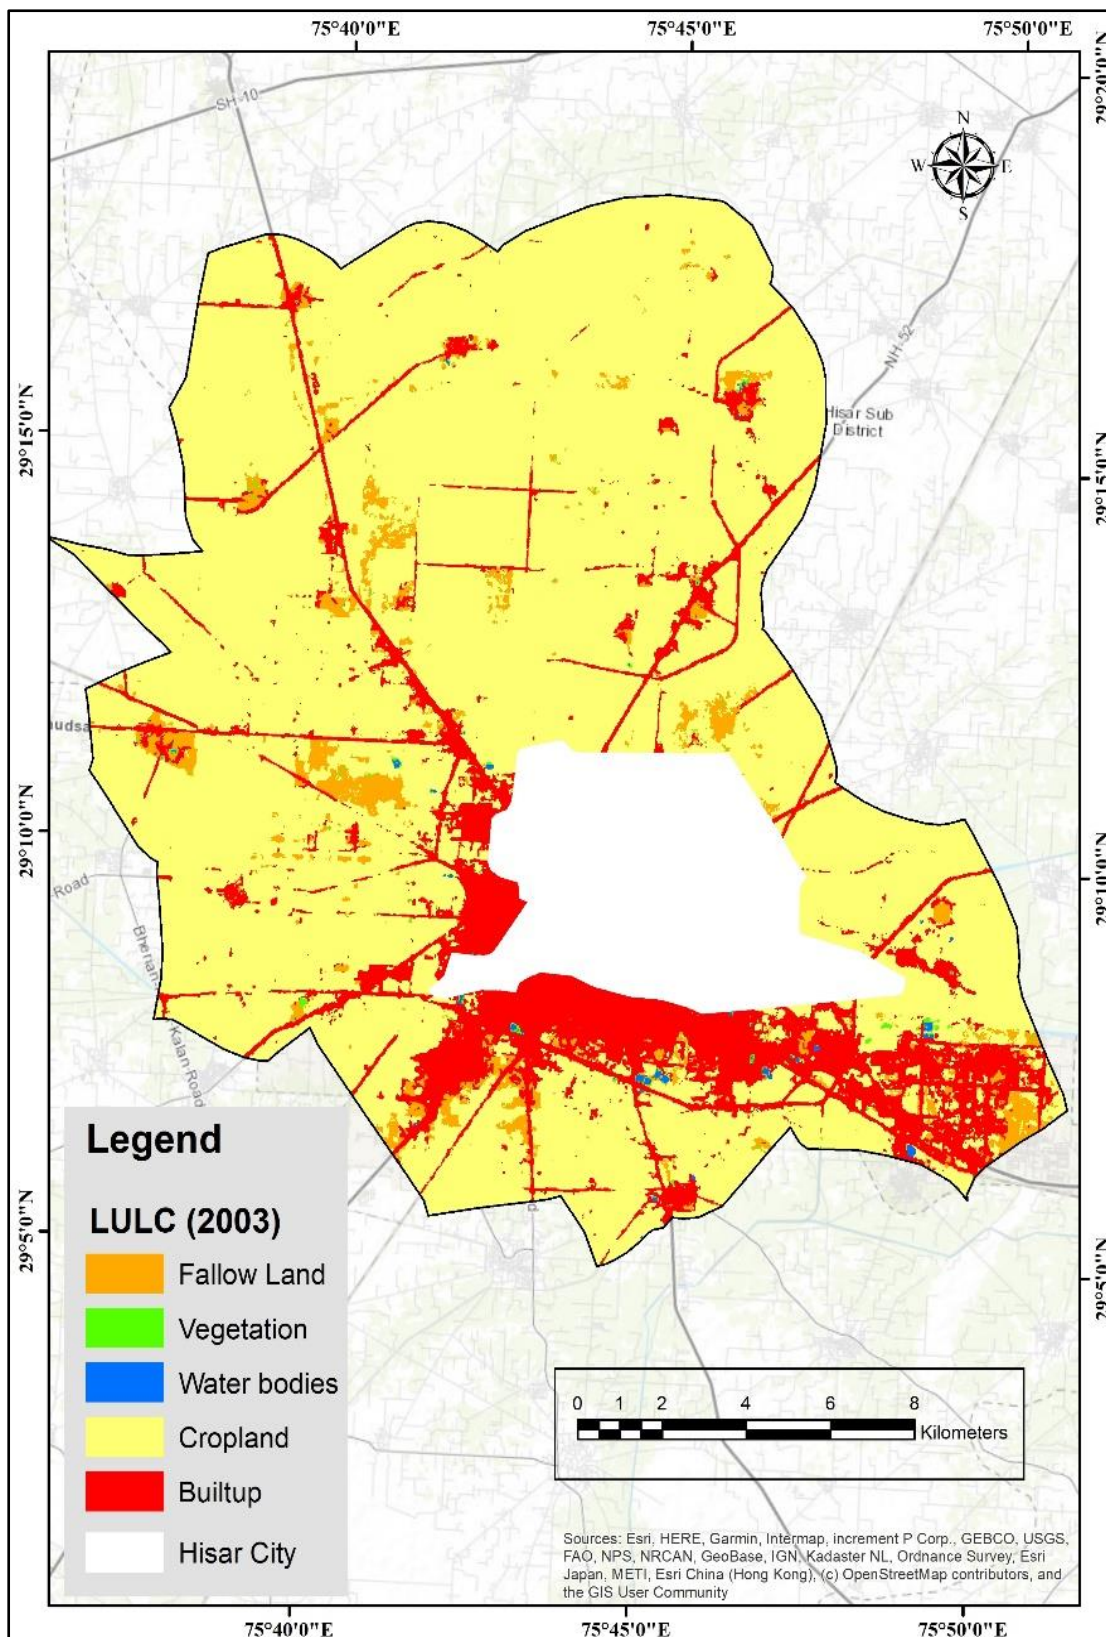 75°40'0"E 75°45'0"E 75°50'0"E
29°20'0"N
SH-10
N
W E
S
NH-52
Hisar Sub
District
29°15'0"N
29°15'0"N
udsa
29°10'0"N
29°10'0"N
Road
Kalan Road
29°5'0"N
29°5'0"N
Legend
LULC (2003)
Fallow Land
Vegetation
Water bodies
Cropland
Builtup
Hisar City
0 1 2 4 6 8
Kilometers
Sources: Esri, HERE, Garmin, Intermap, increment P Corp., GEBCO, USGS,
FAO, NPS, NRCAN, GeoBase, IGN, Kadaster NL, Ordnance Survey, Esri
Japan, METI, Esri China (Hong Kong), (c) OpenStreetMap contributors, and
the GIS User Community
75°40'0"E 75°45'0"E 75°50'0"E